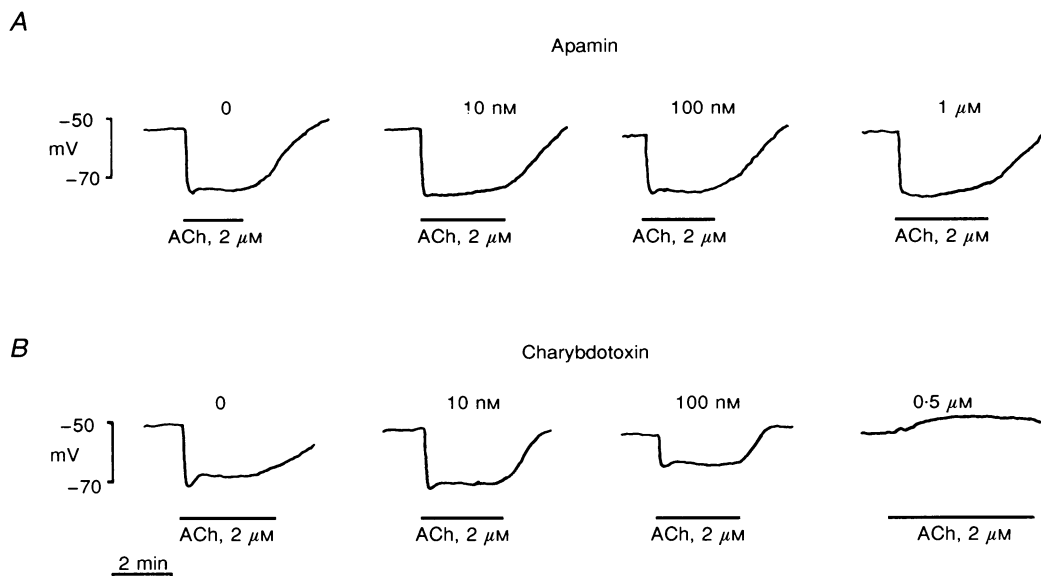 A
Apamin
0
10 nM
100 nM
1 μM
−50
mV
−70
ACh, 2 μM
ACh, 2 μM
ACh, 2 μM
ACh, 2 μM
B
Charybdotoxin
0
10 nM
100 nM
0·5 μM
−50
mV
−70
ACh, 2 μM
ACh, 2 μM
ACh, 2 μM
ACh, 2 μM
2 min